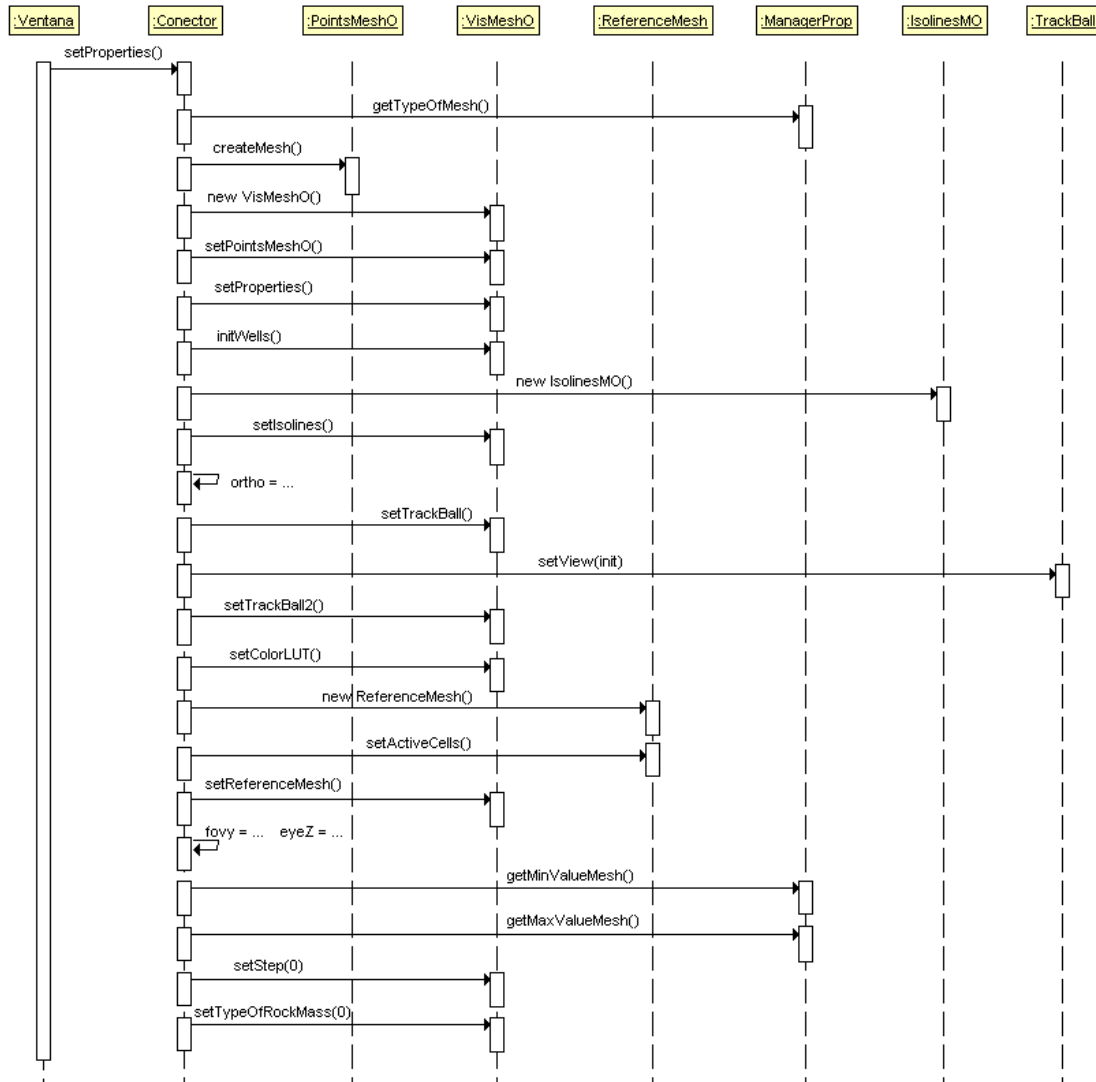 :Ventana :Conector :PointsMeshO :VisMeshO :ReferenceMesh :ManagerProp :IsolinesMO :TrackBall
setProperties()
getTypeOfMesh()
createMesh()
new VisMeshO()
setPointsMeshO()
setProperties()
initWells()
new IsolinesMO()
setIsolines()
ortho = ...
setTrackBall()
setView(init)
setTrackBall2()
setColorLUT()
new ReferenceMesh()
setActiveCells()
setReferenceMesh()
fovy = ... eyeZ = ...
getMinValueMesh()
getMaxValueMesh()
setStep(0)
setTypeOfRockMass(0)